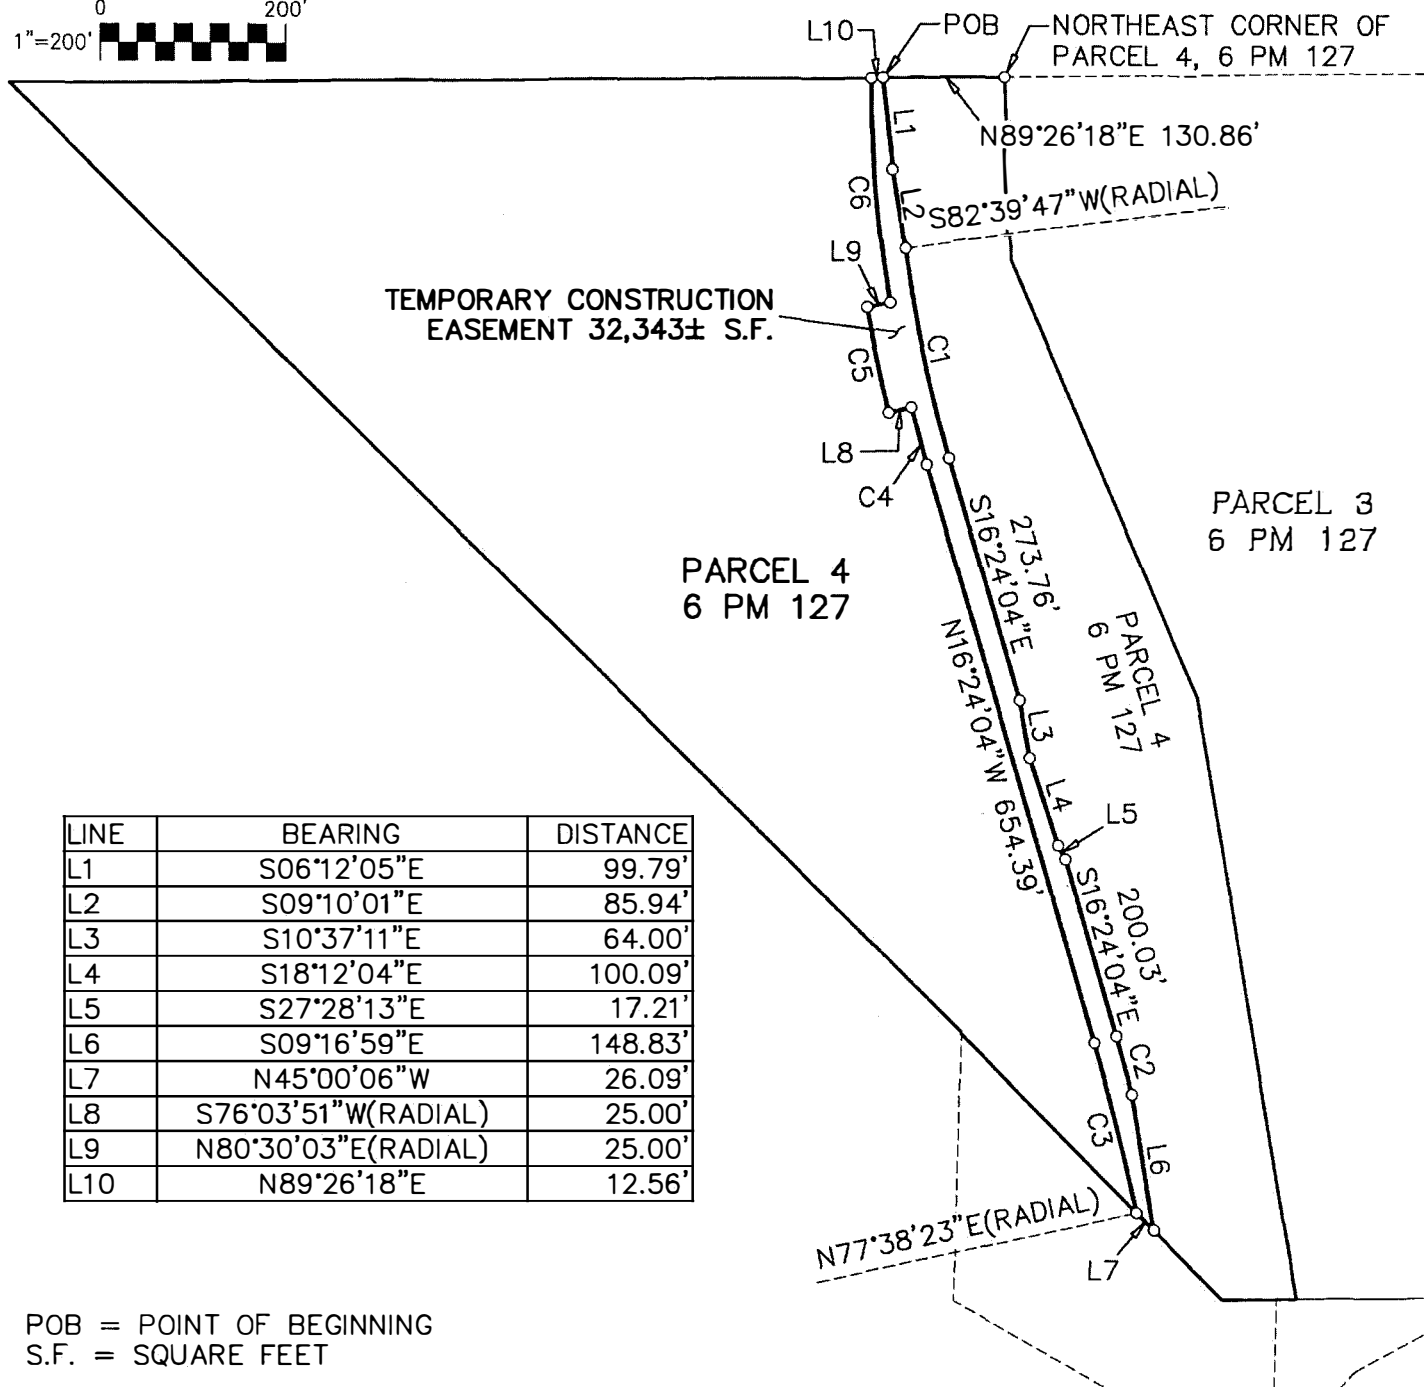 0 200'
1"=200'
L10
POB
NORTHEAST CORNER OF
PARCEL 4, 6 PM 127
L1
N89°26'18"E 130.86'
C6
L2
S82°39'47"W(RADIAL)
L9
TEMPORARY CONSTRUCTION
EASEMENT 32,343± S.F.
C1
C5
L8
C4
PARCEL 3
6 PM 127
273.76'
S16°24'04"E
PARCEL 4
6 PM 127
PARCEL 4
6 PM 127
N16°24'04"W 654.39'
L3
L4
L5
200.03'
S16°24'04"E
C2
C3
L6
N77°38'23"E(RADIAL)
L7
LINE BEARING DISTANCE
L1 S06°12'05"E 99.79'
L2 S09°10'01"E 85.94'
L3 S10°37'11"E 64.00'
L4 S18°12'04"E 100.09'
L5 S27°28'13"E 17.21'
L6 S09°16'59"E 148.83'
L7 N45°00'06"W 26.09'
L8 S76°03'51"W(RADIAL) 25.00'
L9 N80°30'03"E(RADIAL) 25.00'
L10 N89°26'18"E 12.56'
POB = POINT OF BEGINNING
S.F. = SQUARE FEET